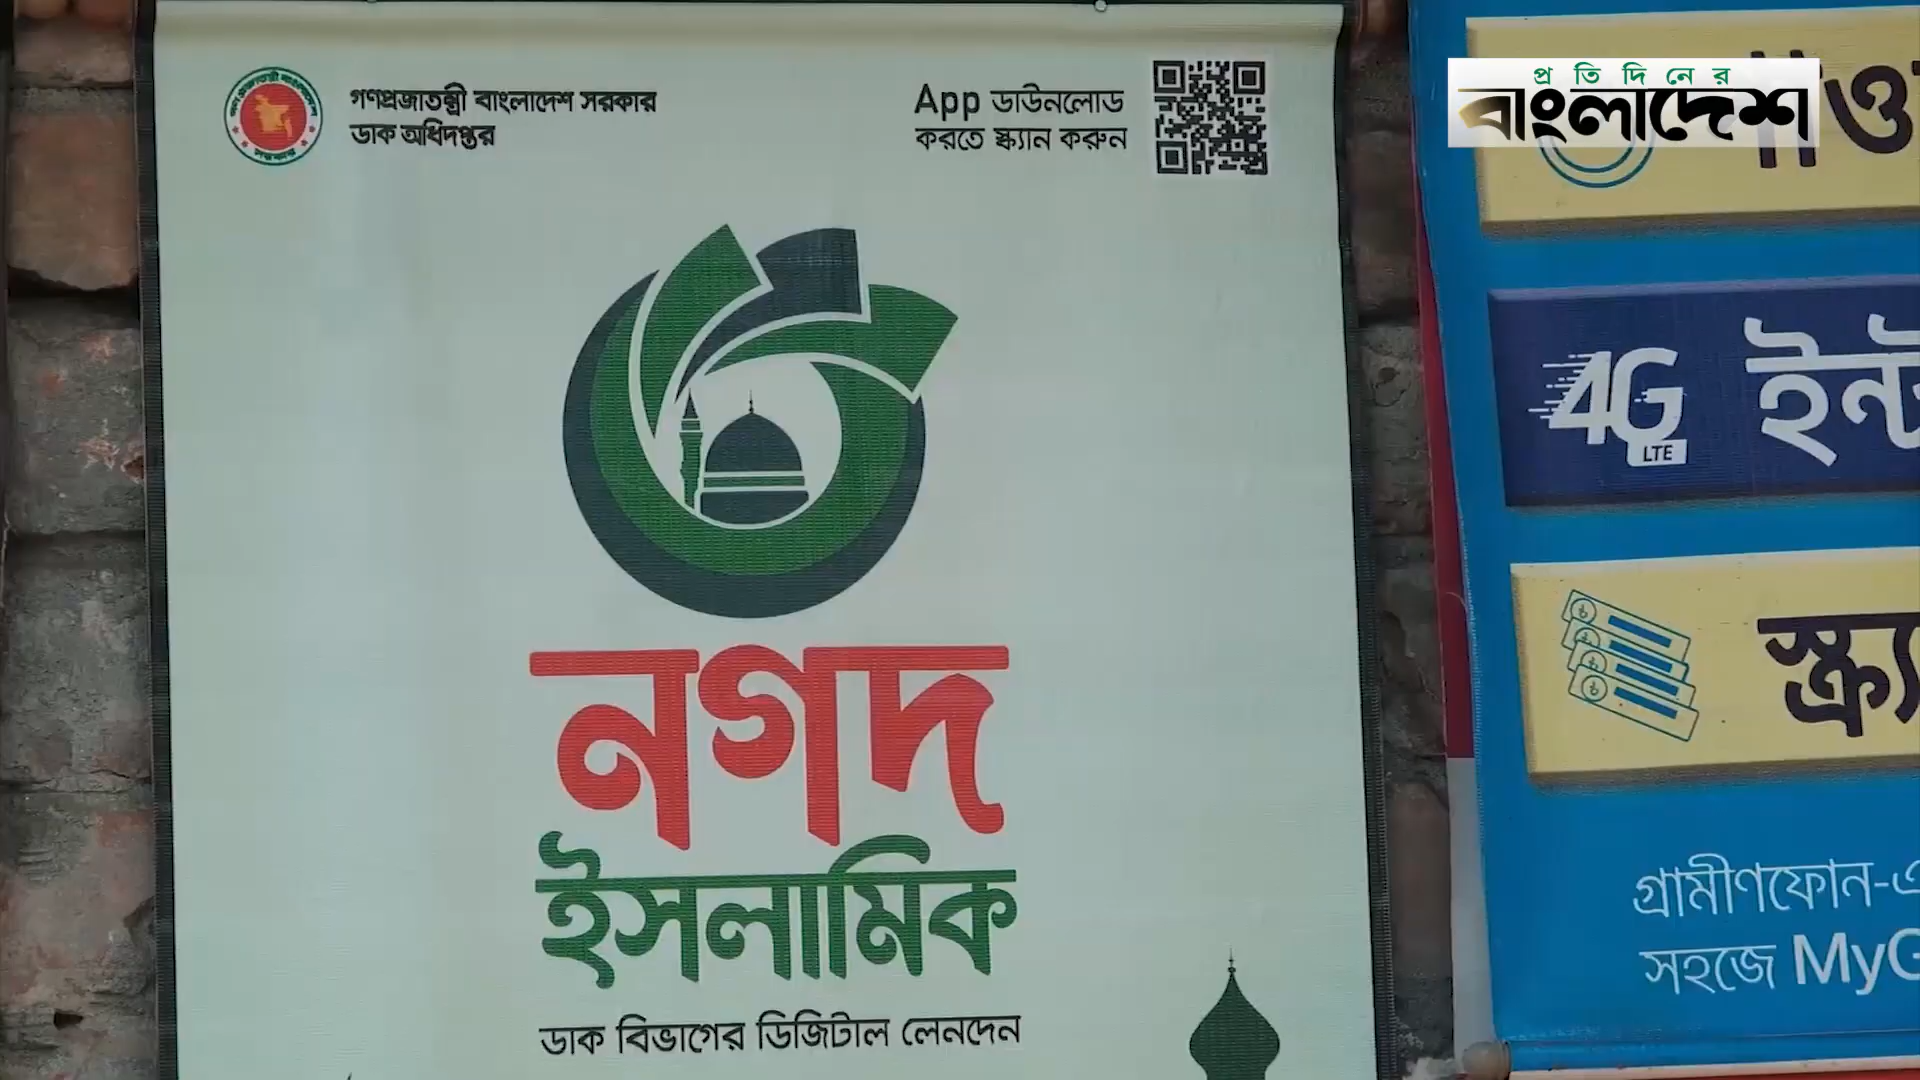 গণপ্রজাতন্ত্রী বাংলাদেশ সরকার
ডাক অধিদপ্তর
App ডাউনলোড
করতে স্ক্যান করুন
নগদ
ইসলামিক
ডাক বিভাগের ডিজিটাল লেনদেন
প্রতিদিনের
বাংলাদেশ
4G
LTE
গ্রামীণফোন-এ
সহজে MyG